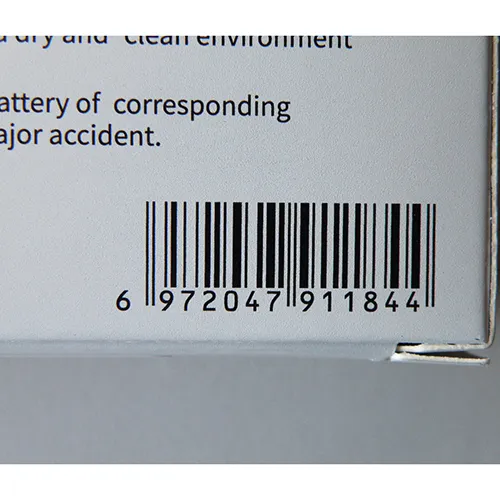 a dry and clean environment
attery of corresponding
ajor accident.
6 972047 911844